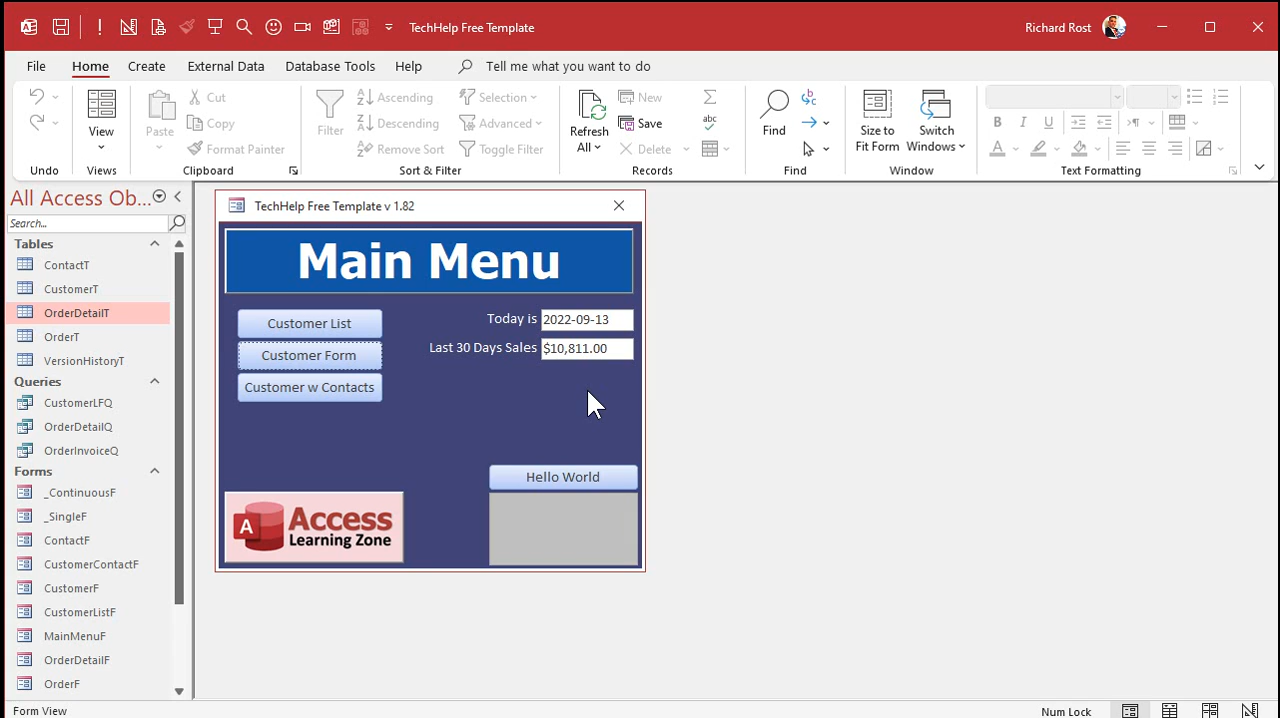 TechHelp Free Template
Richard Rost
File Home Create External Data Database Tools Help Tell me what you want to do
Undo
View
Views
Paste
Cut
Copy
Format Painter
Clipboard
Filter
Ascending
Descending
Remove Sort
Selection
Advanced
Toggle Filter
Sort & Filter
Refresh
All
New
Save
Delete
Records
Find
Find
Size to
Fit Form
Switch
Windows
Window
B I U
A
Text Formatting
All Access Ob...
Search...
Tables
ContactT
CustomerT
OrderDetailT
OrderT
VersionHistoryT
Queries
CustomerLFQ
OrderDetailQ
OrderInvoiceQ
Forms
_ContinuousF
_SingleF
ContactF
CustomerContactF
CustomerF
CustomerListF
MainMenuF
OrderDetailF
OrderF
TechHelp Free Template v 1.82
Main Menu
Customer List
Customer Form
Customer w Contacts
Today is 2022-09-13
Last 30 Days Sales $10,811.00
Hello World
A Access
Learning Zone
Form View
Num Lock